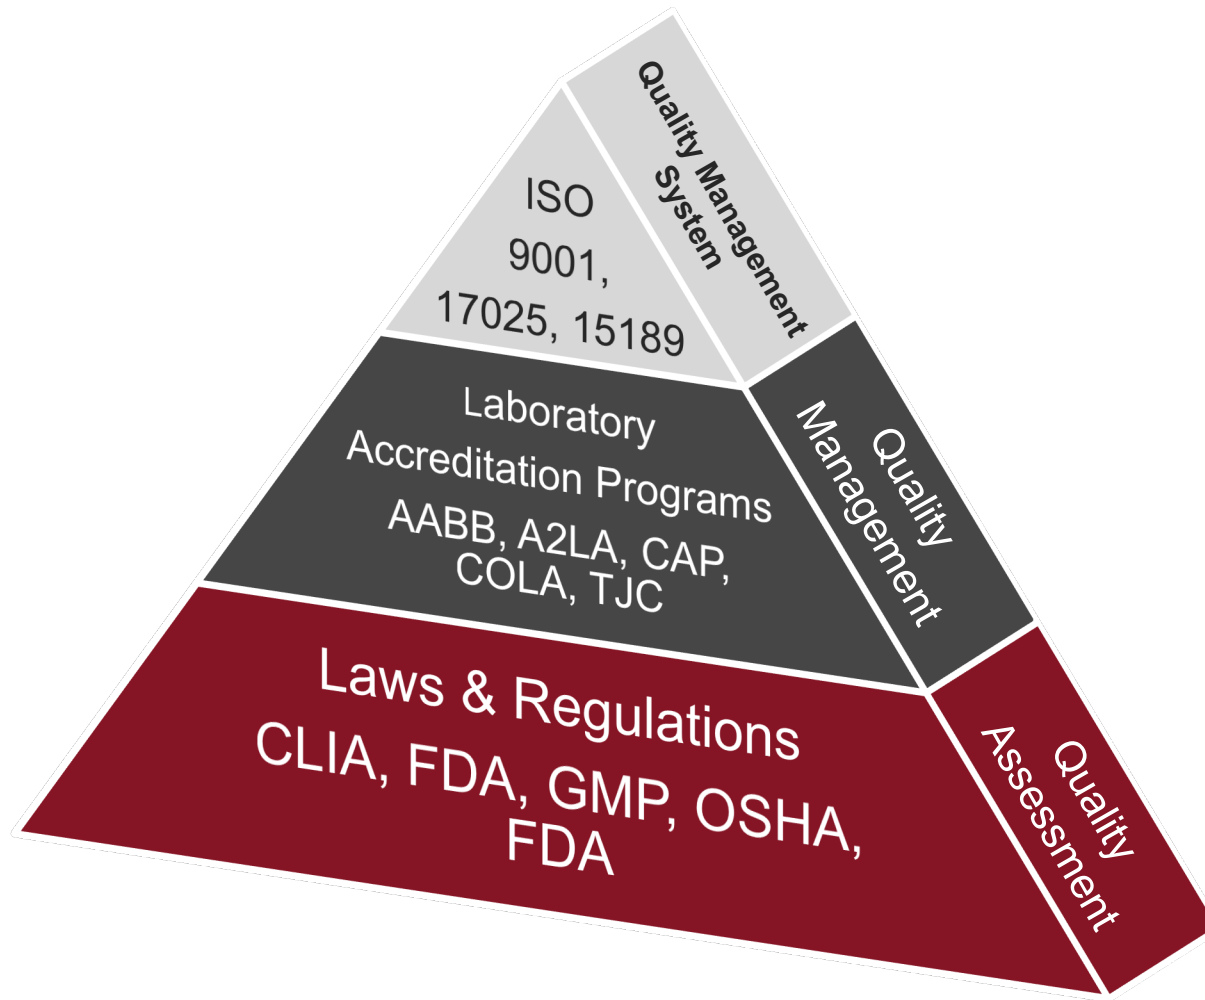 ISO
9001,
17025, 15189
Quality Management
System
Laboratory
Accreditation Programs
AABB, A2LA, CAP,
COLA, TJC
Quality
Management
Laws & Regulations
CLIA, FDA, GMP, OSHA,
FDA
Quality
Assessment